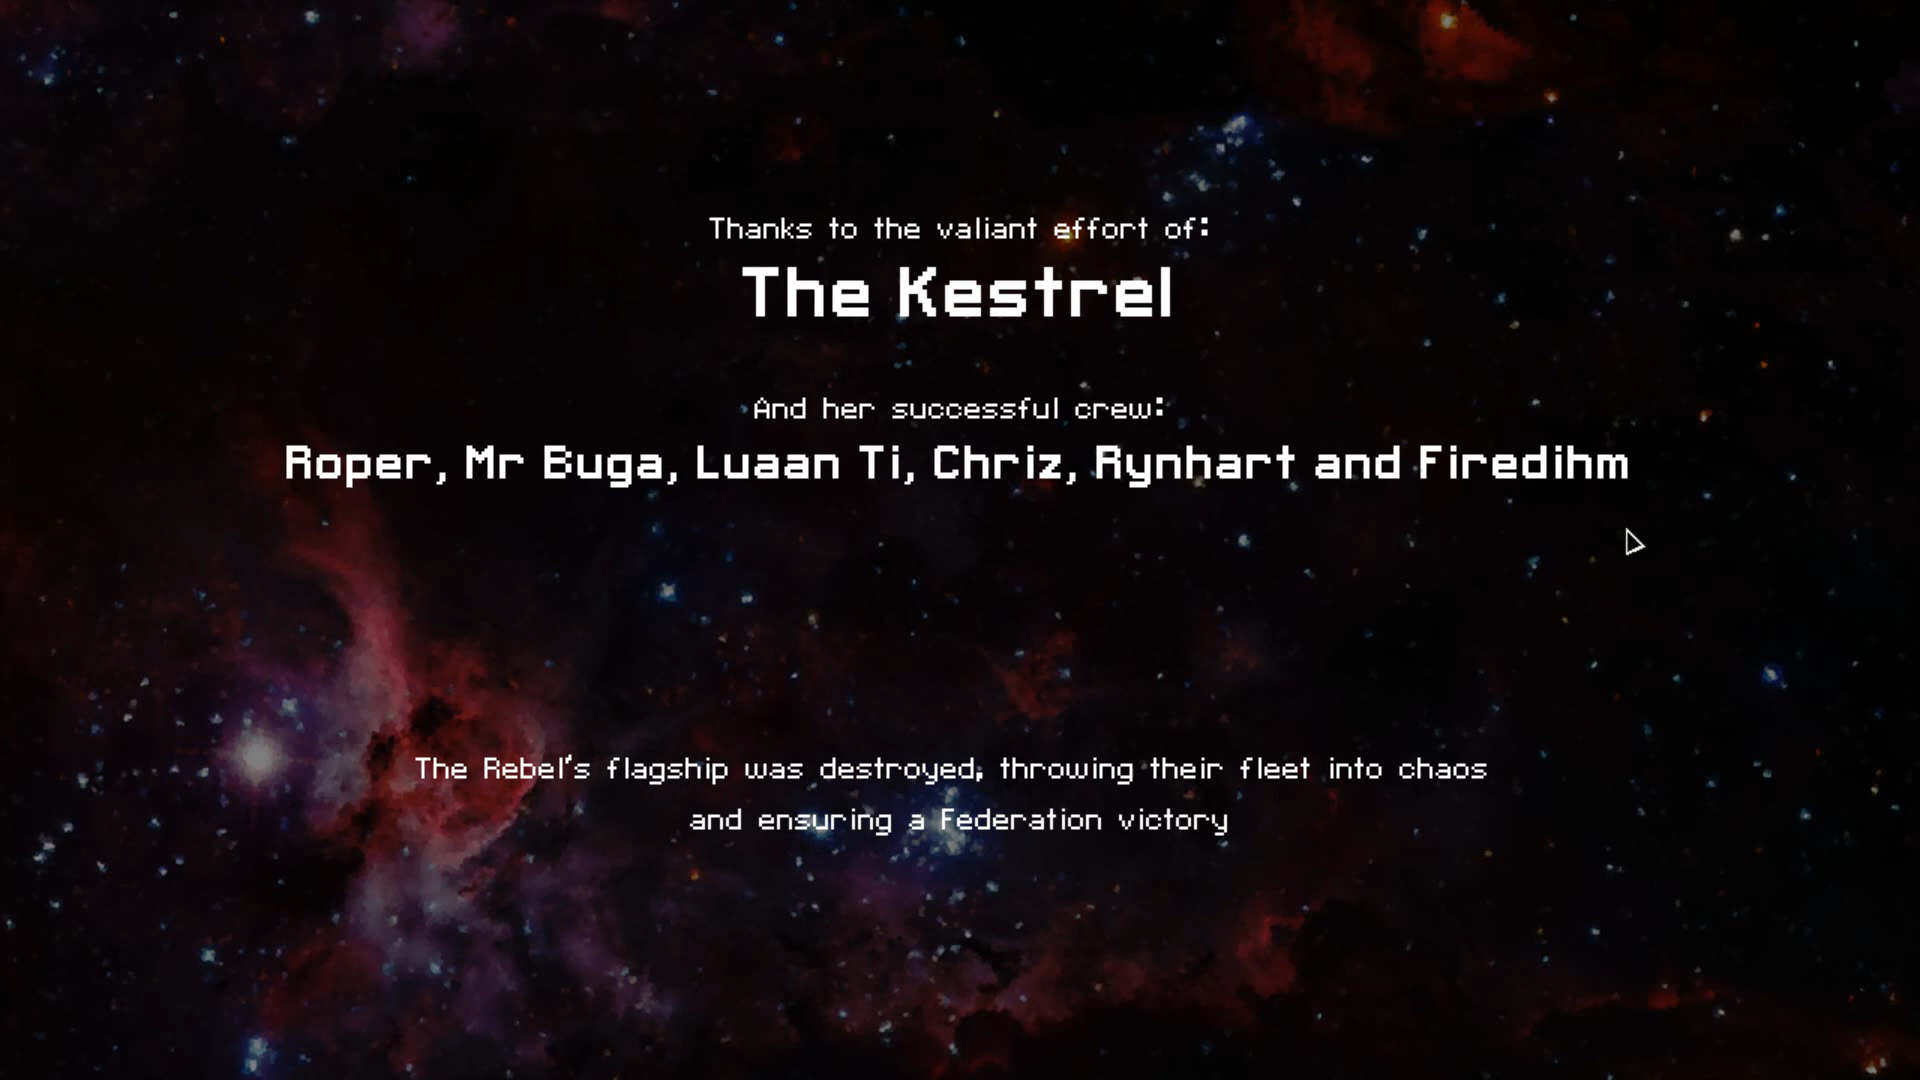 Thanks to the valiant effort of:
The Kestrel
And her successful crew:
Roper, Mr Buga, Luaan Ti, Chriz, Rynhart and Firedihm
The Rebel's flagship was destroyed, throwing their fleet into chaos
and ensuring a Federation victory